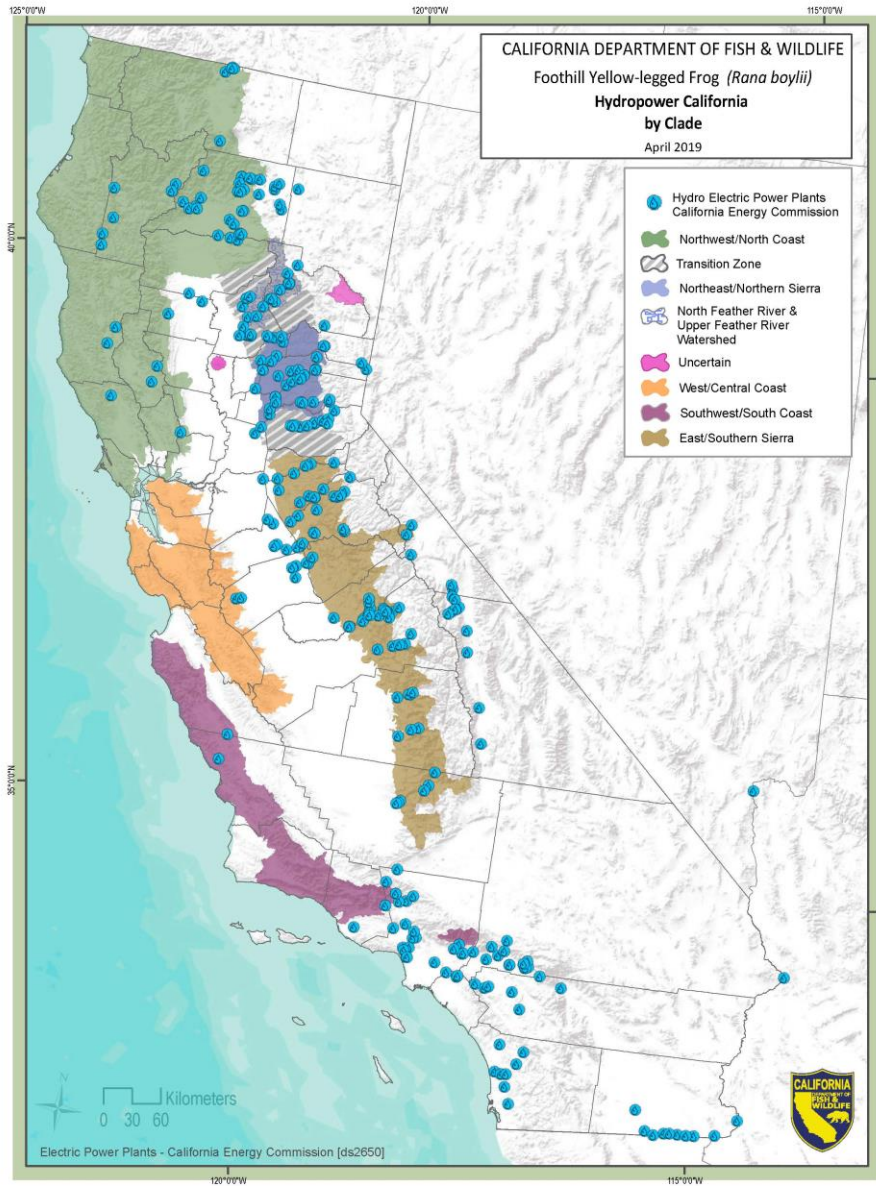 125°0'0"W
120°0'0"W
115°0'0"W
CALIFORNIA DEPARTMENT OF FISH & WILDLIFE
Foothill Yellow-legged Frog (Rana boylii)
Hydropower California
by Clade
April 2019
Hydro Electric Power Plants
California Energy Commission
Northwest/North Coast
Transition Zone
Northeast/Northern Sierra
North Feather River &
Upper Feather River
Watershed
Uncertain
West/Central Coast
Southwest/South Coast
East/Southern Sierra
40°0'0"N
35°0'0"N
N
Kilometers
0 30 60
CALIFORNIA
DEPARTMENT OF
FISH &
WILDLIFE
Electric Power Plants - California Energy Commission [ds2650]
120°0'0"W
115°0'0"W